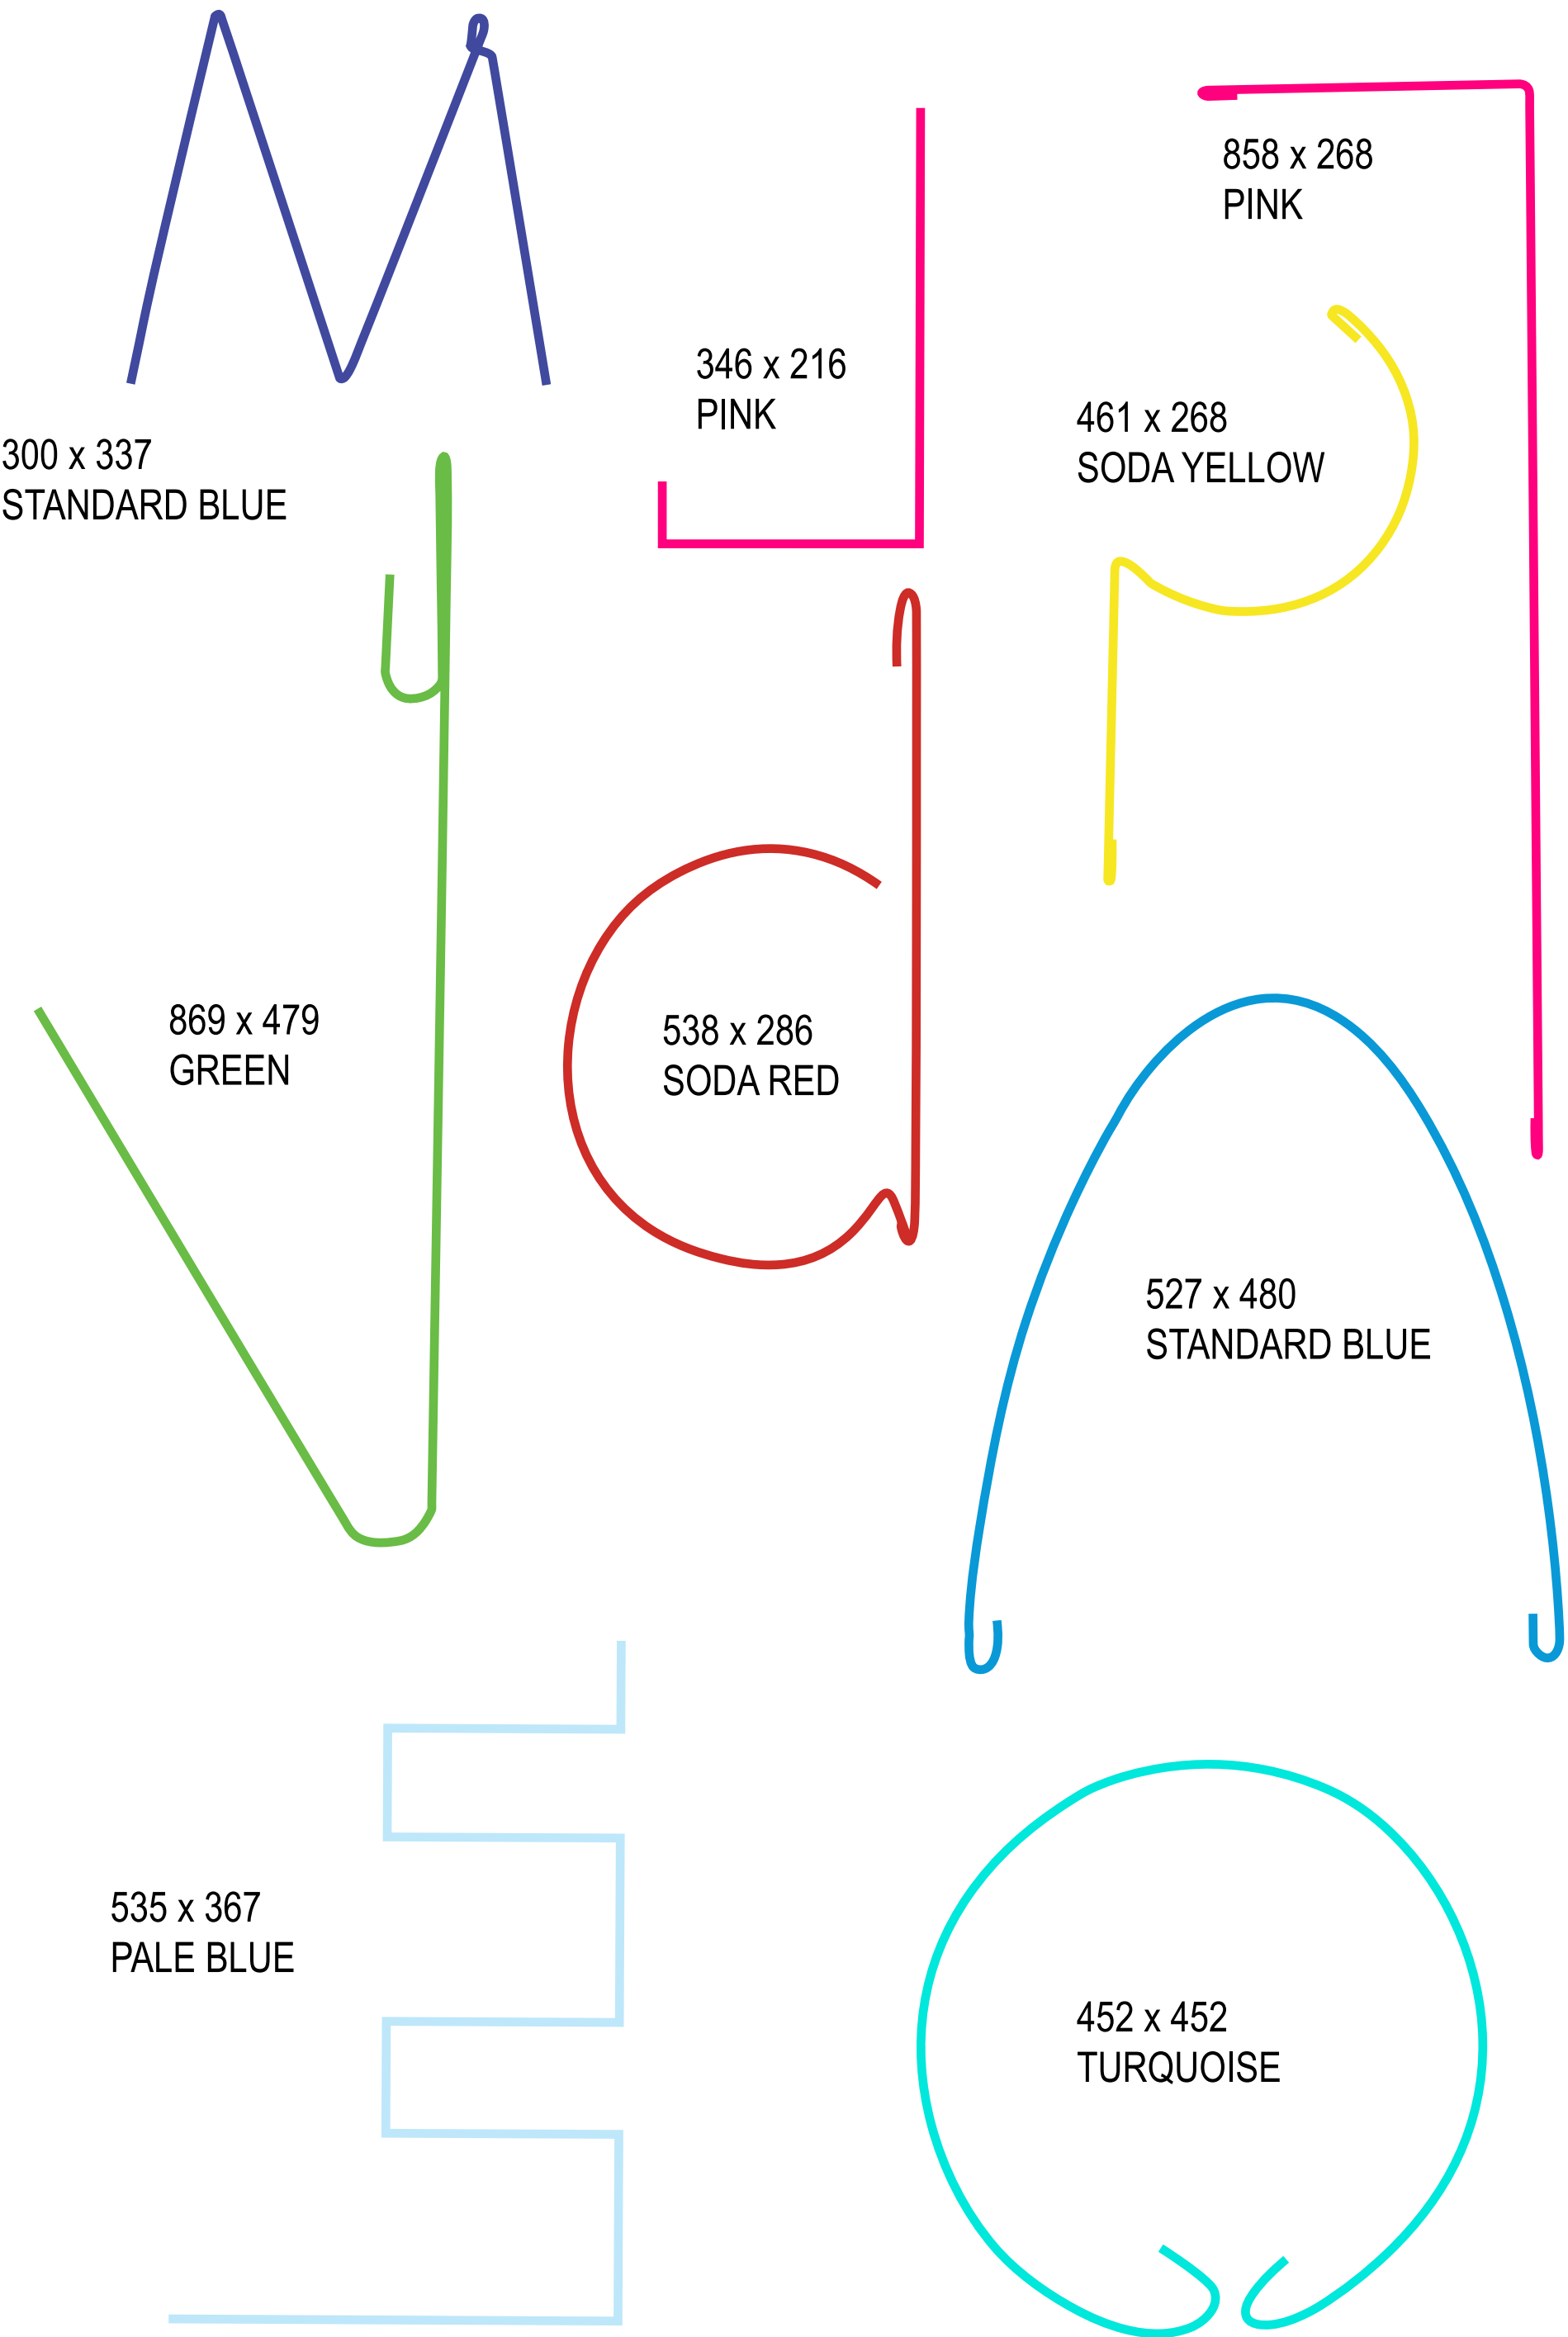 858 x 268
PINK
346 x 216
PINK
461 x 268
SODA YELLOW
300 x 337
STANDARD BLUE
869 x 479
GREEN
538 x 286
SODA RED
527 x 480
STANDARD BLUE
535 x 367
PALE BLUE
452 x 452
TURQUOISE